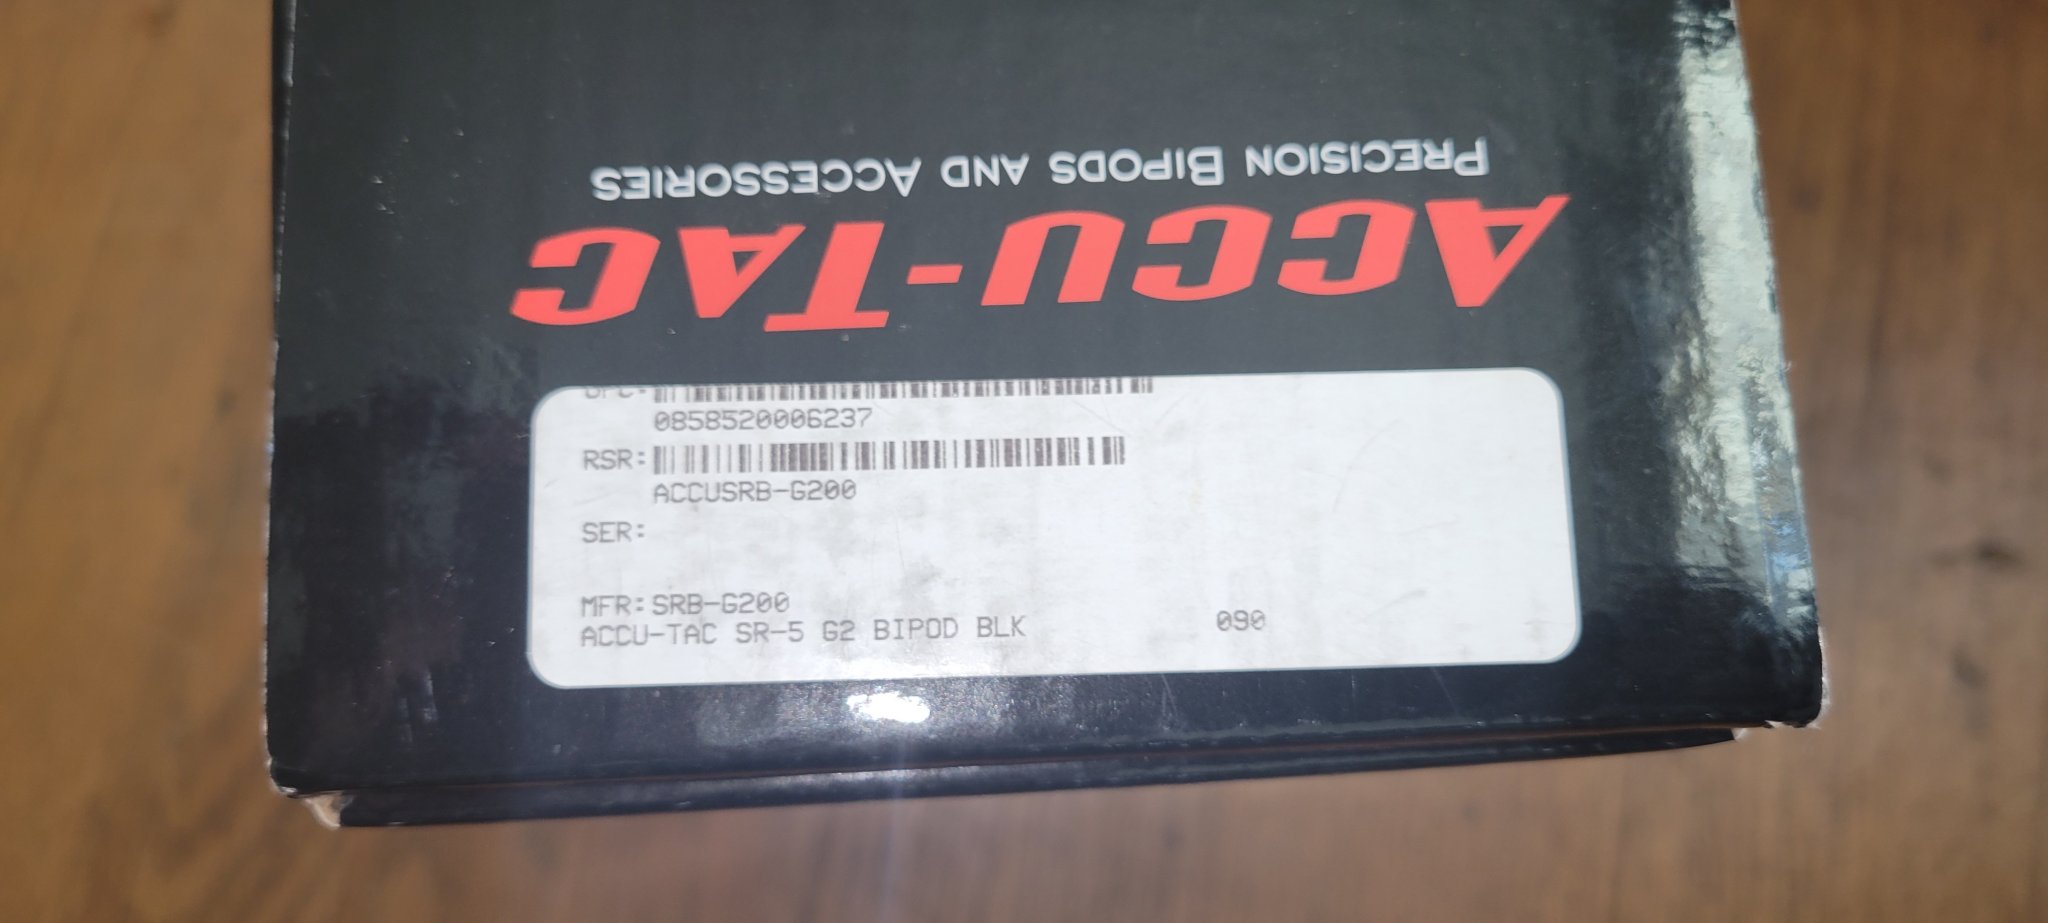 ACCU-TAC
PRECISION BIPODS AND ACCESSORIES
UPC:
0858520006237
RSR:
ACCUSRB-G200
SER:
MFR: SRB-G200
ACCU-TAC SR-5 G2 BIPOD BLK 090